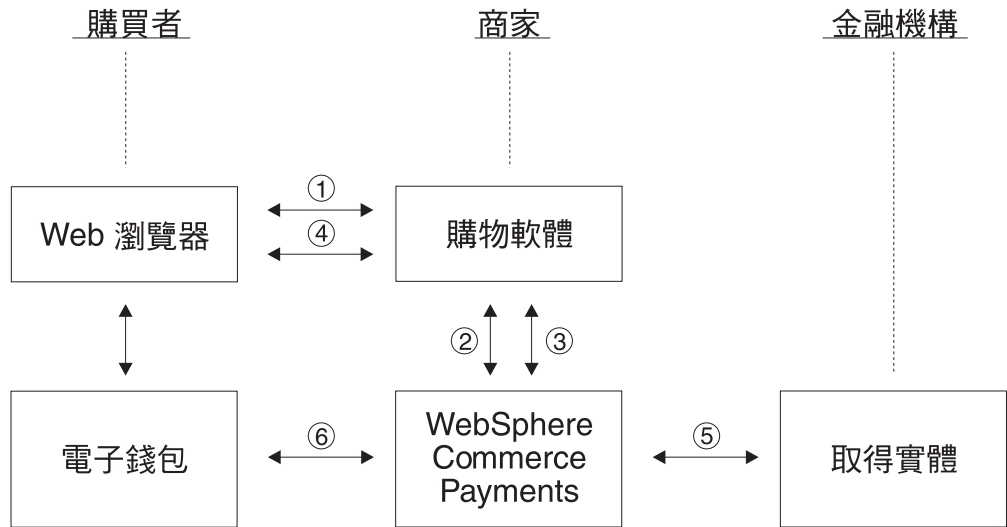 購買者
商家
金融機構
①
Web 瀏覽器
④
購物軟體
②
③
電子錢包
⑥
WebSphere
Commerce
Payments
⑤
取得實體